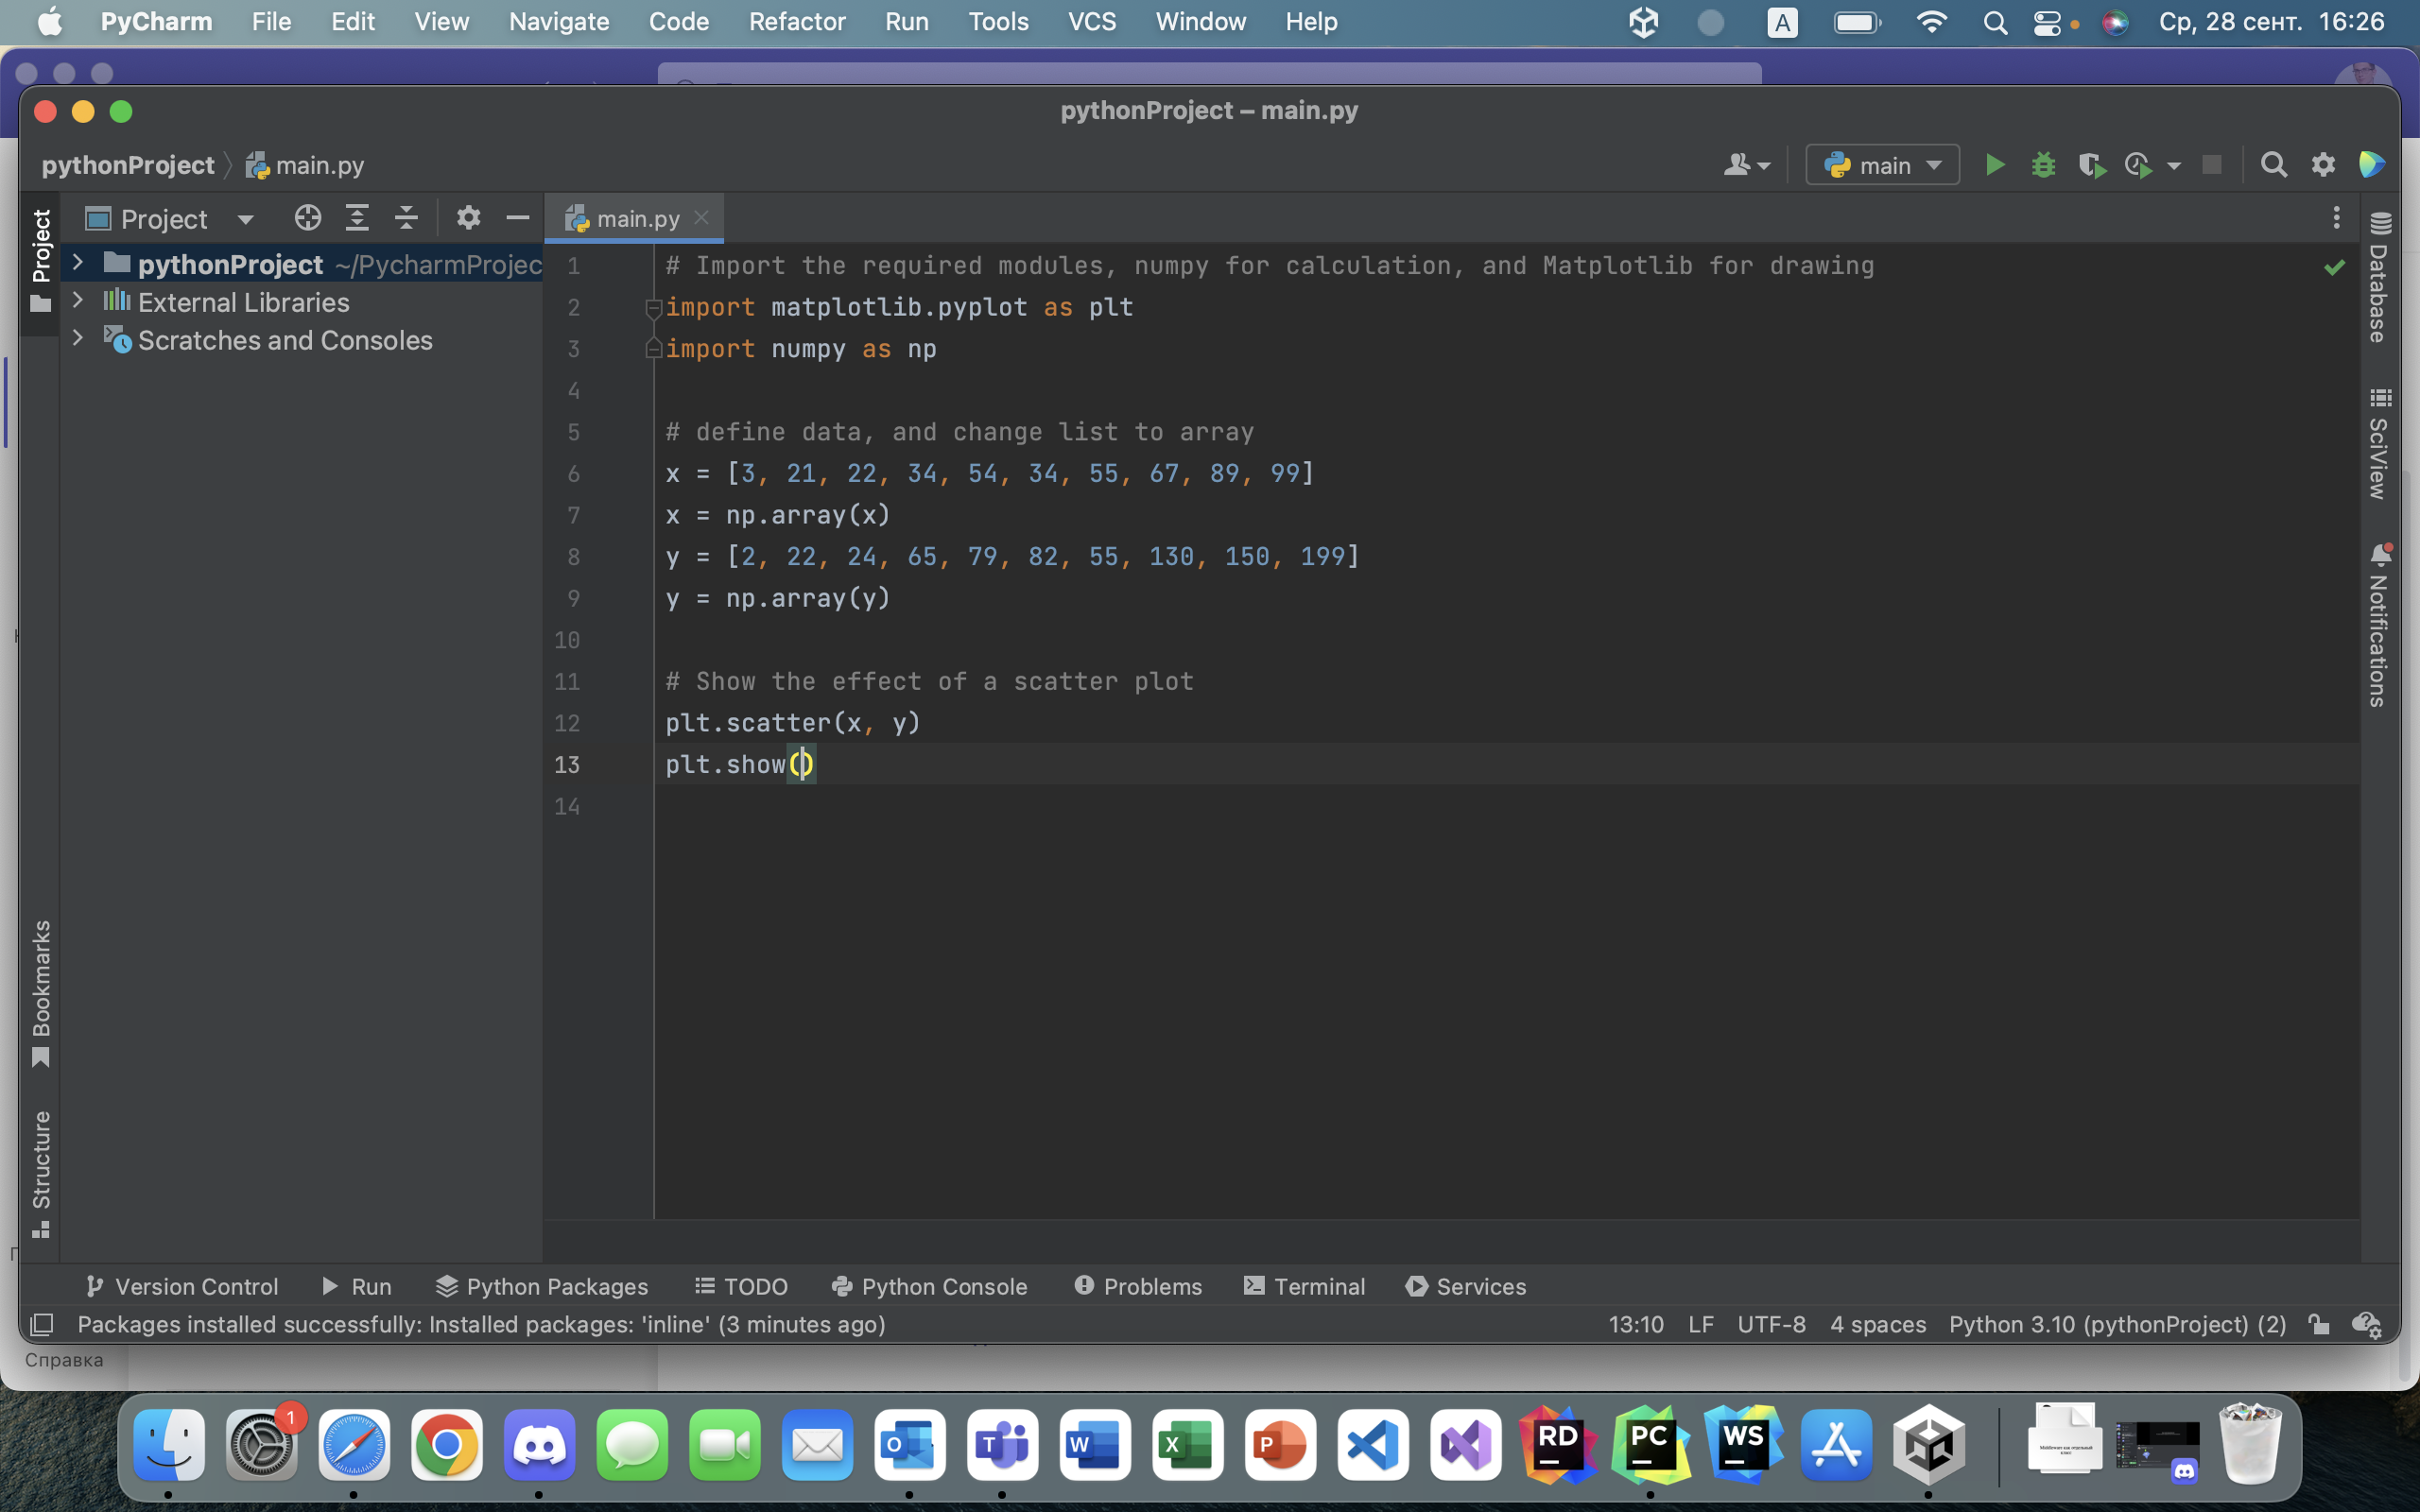 PyCharm File Edit View Navigate Code Refactor Run Tools VCS Window Help A Ср, 28 сент. 16:26
pythonProject – main.py
pythonProject main.py main
Project main.py
Project
pythonProject ~/PycharmProjec
External Libraries
Scratches and Consoles
1 # Import the required modules, numpy for calculation, and Matplotlib for drawing
2 import matplotlib.pyplot as plt
3 import numpy as np
4
5 # define data, and change list to array
6 x = [3, 21, 22, 34, 54, 34, 55, 67, 89, 99]
7 x = np.array(x)
8 y = [2, 22, 24, 65, 79, 82, 55, 130, 150, 199]
9 y = np.array(y)
10
11 # Show the effect of a scatter plot
12 plt.scatter(x, y)
13 plt.show()
14
Database
SciView
Notifications
Bookmarks
Structure
Version Control Run Python Packages TODO Python Console Problems Terminal Services
Packages installed successfully: Installed packages: 'inline' (3 minutes ago) 13:10 LF UTF-8 4 spaces Python 3.10 (pythonProject) (2)
Справка
1 O T W X P RD PC WS